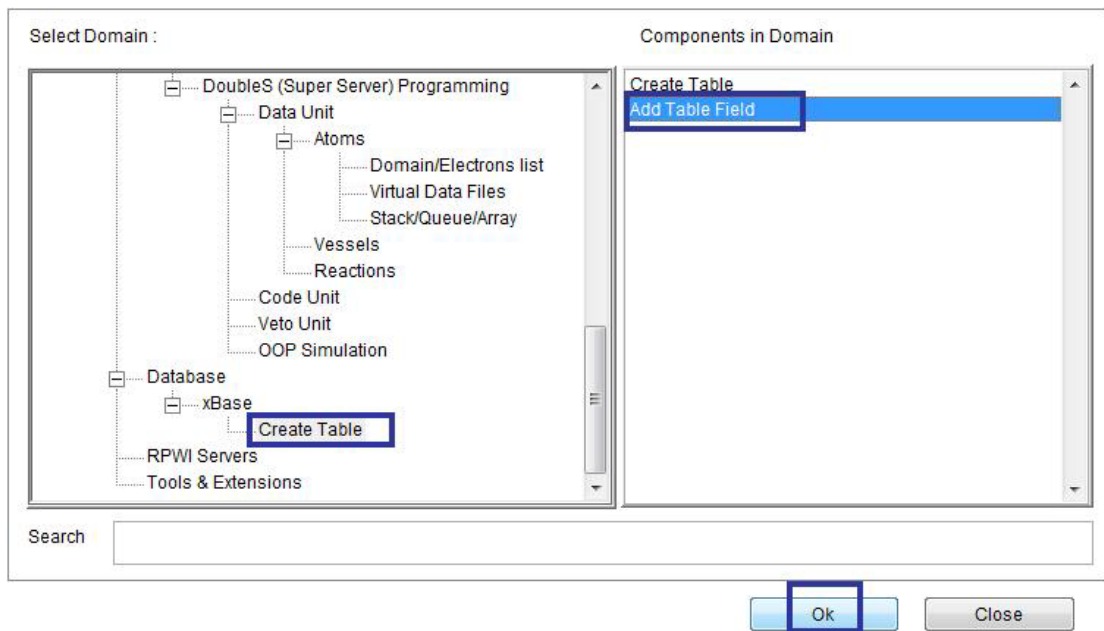 Select Domain :
Components in Domain
DoubleS (Super Server) Programming
Data Unit
Atoms
Domain/Electrons list
Virtual Data Files
Stack/Queue/Array
Vessels
Reactions
Code Unit
Veto Unit
OOP Simulation
Database
xBase
Create Table
RPWI Servers
Tools & Extensions
Create Table
Add Table Field
Search
Ok
Close